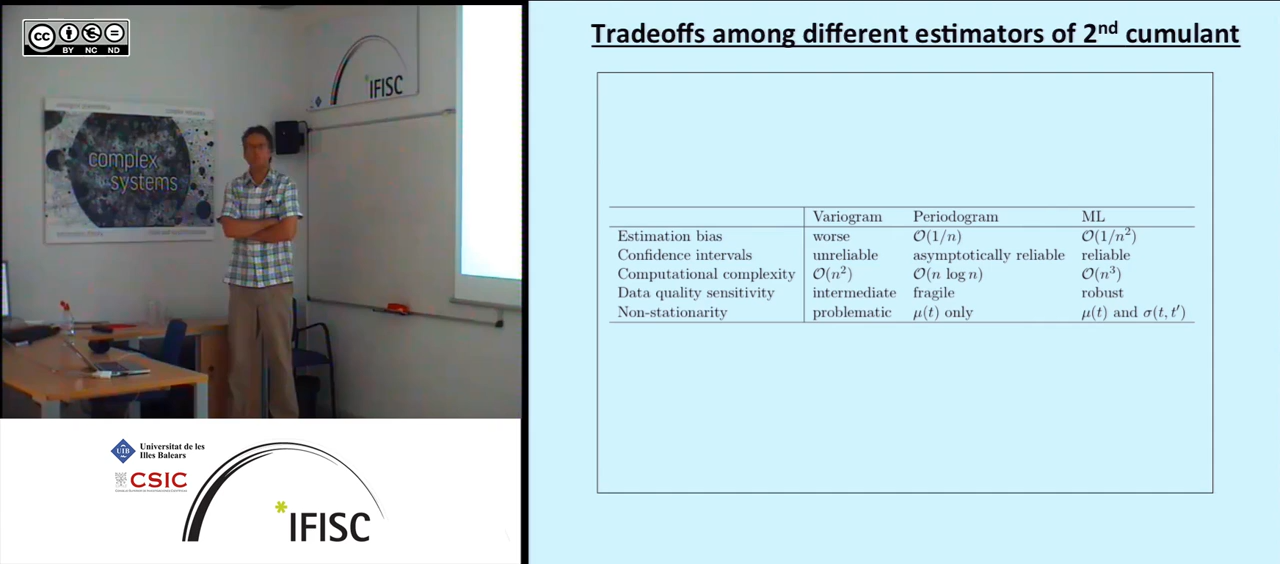 cc
BY NC ND
IFISC
complex
systems
UIB
Universitat de les
Illes Balears
CSIC
IFISC
Tradeoffs among different estimators of 2nd cumulant
Variogram Periodogram ML
Estimation bias worse O(1/n) O(1/n²)
Confidence intervals unreliable asymptotically reliable reliable
Computational complexity O(n²) O(n log n) O(n³)
Data quality sensitivity intermediate fragile robust
Non-stationarity problematic μ(t) only μ(t) and σ(t, t′)